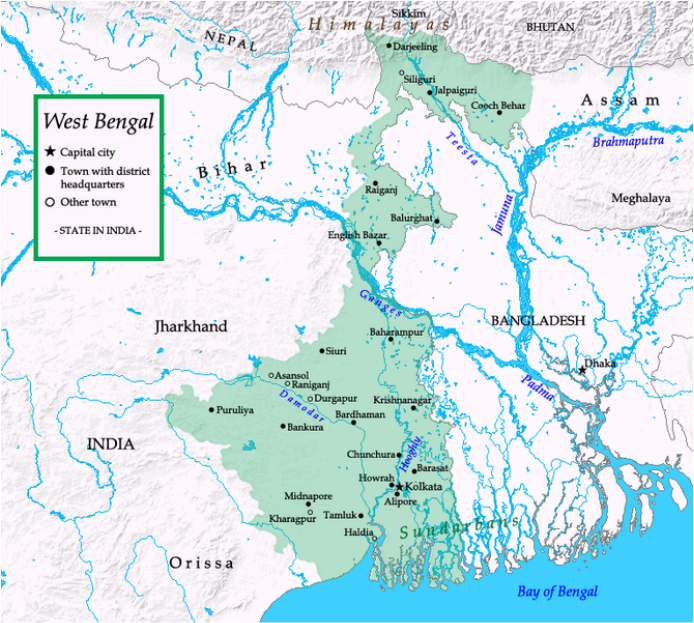 Sikkim
Himalayas
BHUTAN
NEPAL
Darjeeling
Siliguri
Jalpaiguri
Cooch Behar
Assam
West Bengal
Capital city
Town with district
headquarters
Other town
- STATE IN INDIA -
Teesta
Brahmaputra
Bihar
Raiganj
Meghalaya
Balurghat
Jamuna
English Bazar
Ganges
Jharkhand
BANGLADESH
Baharampur
Siuri
Dhaka
Asansol
Raniganj
Padma
Durgapur
Damodar
Krishnanagar
Puruliya
Bardhaman
Bankura
INDIA
Chunchura
Hooghly
Barasat
Howrah
Kolkata
Alipore
Midnapore
Kharagpur
Tamluk
Sundarbans
Haldia
Orissa
Bay of Bengal